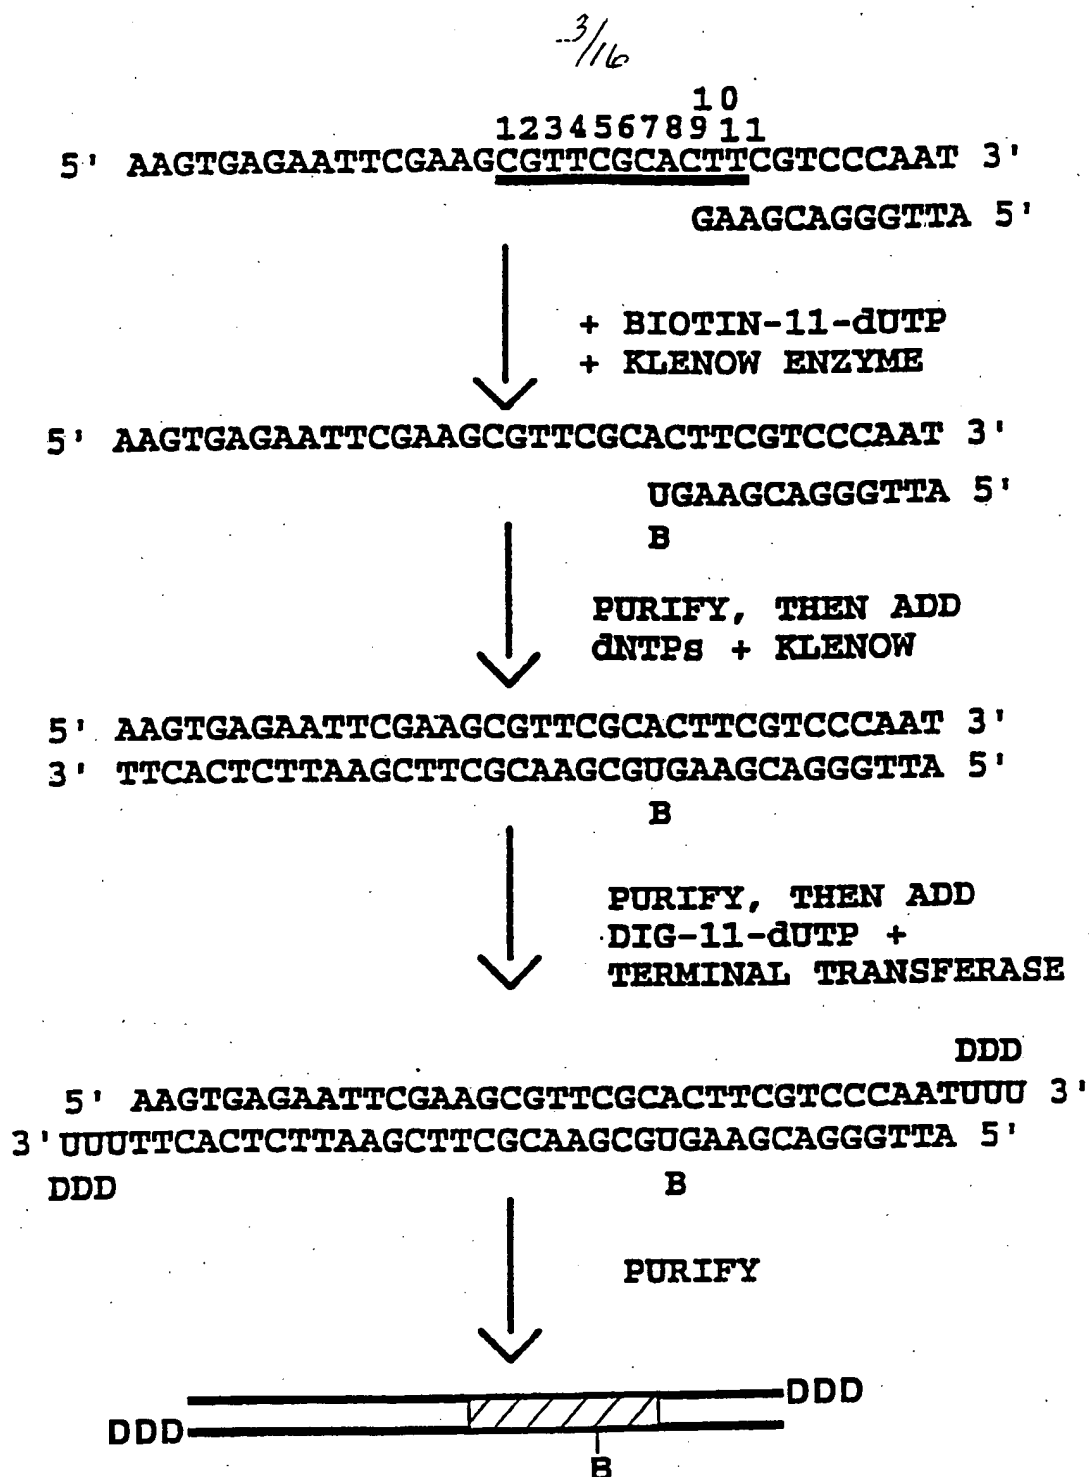 3/16
10
123456789 11
5' AAGTGAGAATTCGAAGCGTTCGCACTTCGTCCCAAT 3'
GAAGCAGGGTTA 5'
+ BIOTIN-11-dUTP
+ KLENOW ENZYME
5' AAGTGAGAATTCGAAGCGTTCGCACTTCGTCCCAAT 3'
UGAAGCAGGGTTA 5'
B
PURIFY, THEN ADD
dNTPs + KLENOW
5' AAGTGAGAATTCGAAGCGTTCGCACTTCGTCCCAAT 3'
3' TTCACTCTTAAGCTTCGCAAGCGUGAAGCAGGGTTA 5'
B
PURIFY, THEN ADD
DIG-11-dUTP +
TERMINAL TRANSFERASE
DDD
5' AAGTGAGAATTCGAAGCGTTCGCACTTCGTCCCAATUUU 3'
3'UUUTTCACTCTTAAGCTTCGCAAGCGUGAAGCAGGGTTA 5'
DDD B
PURIFY
DDD
DDD
B